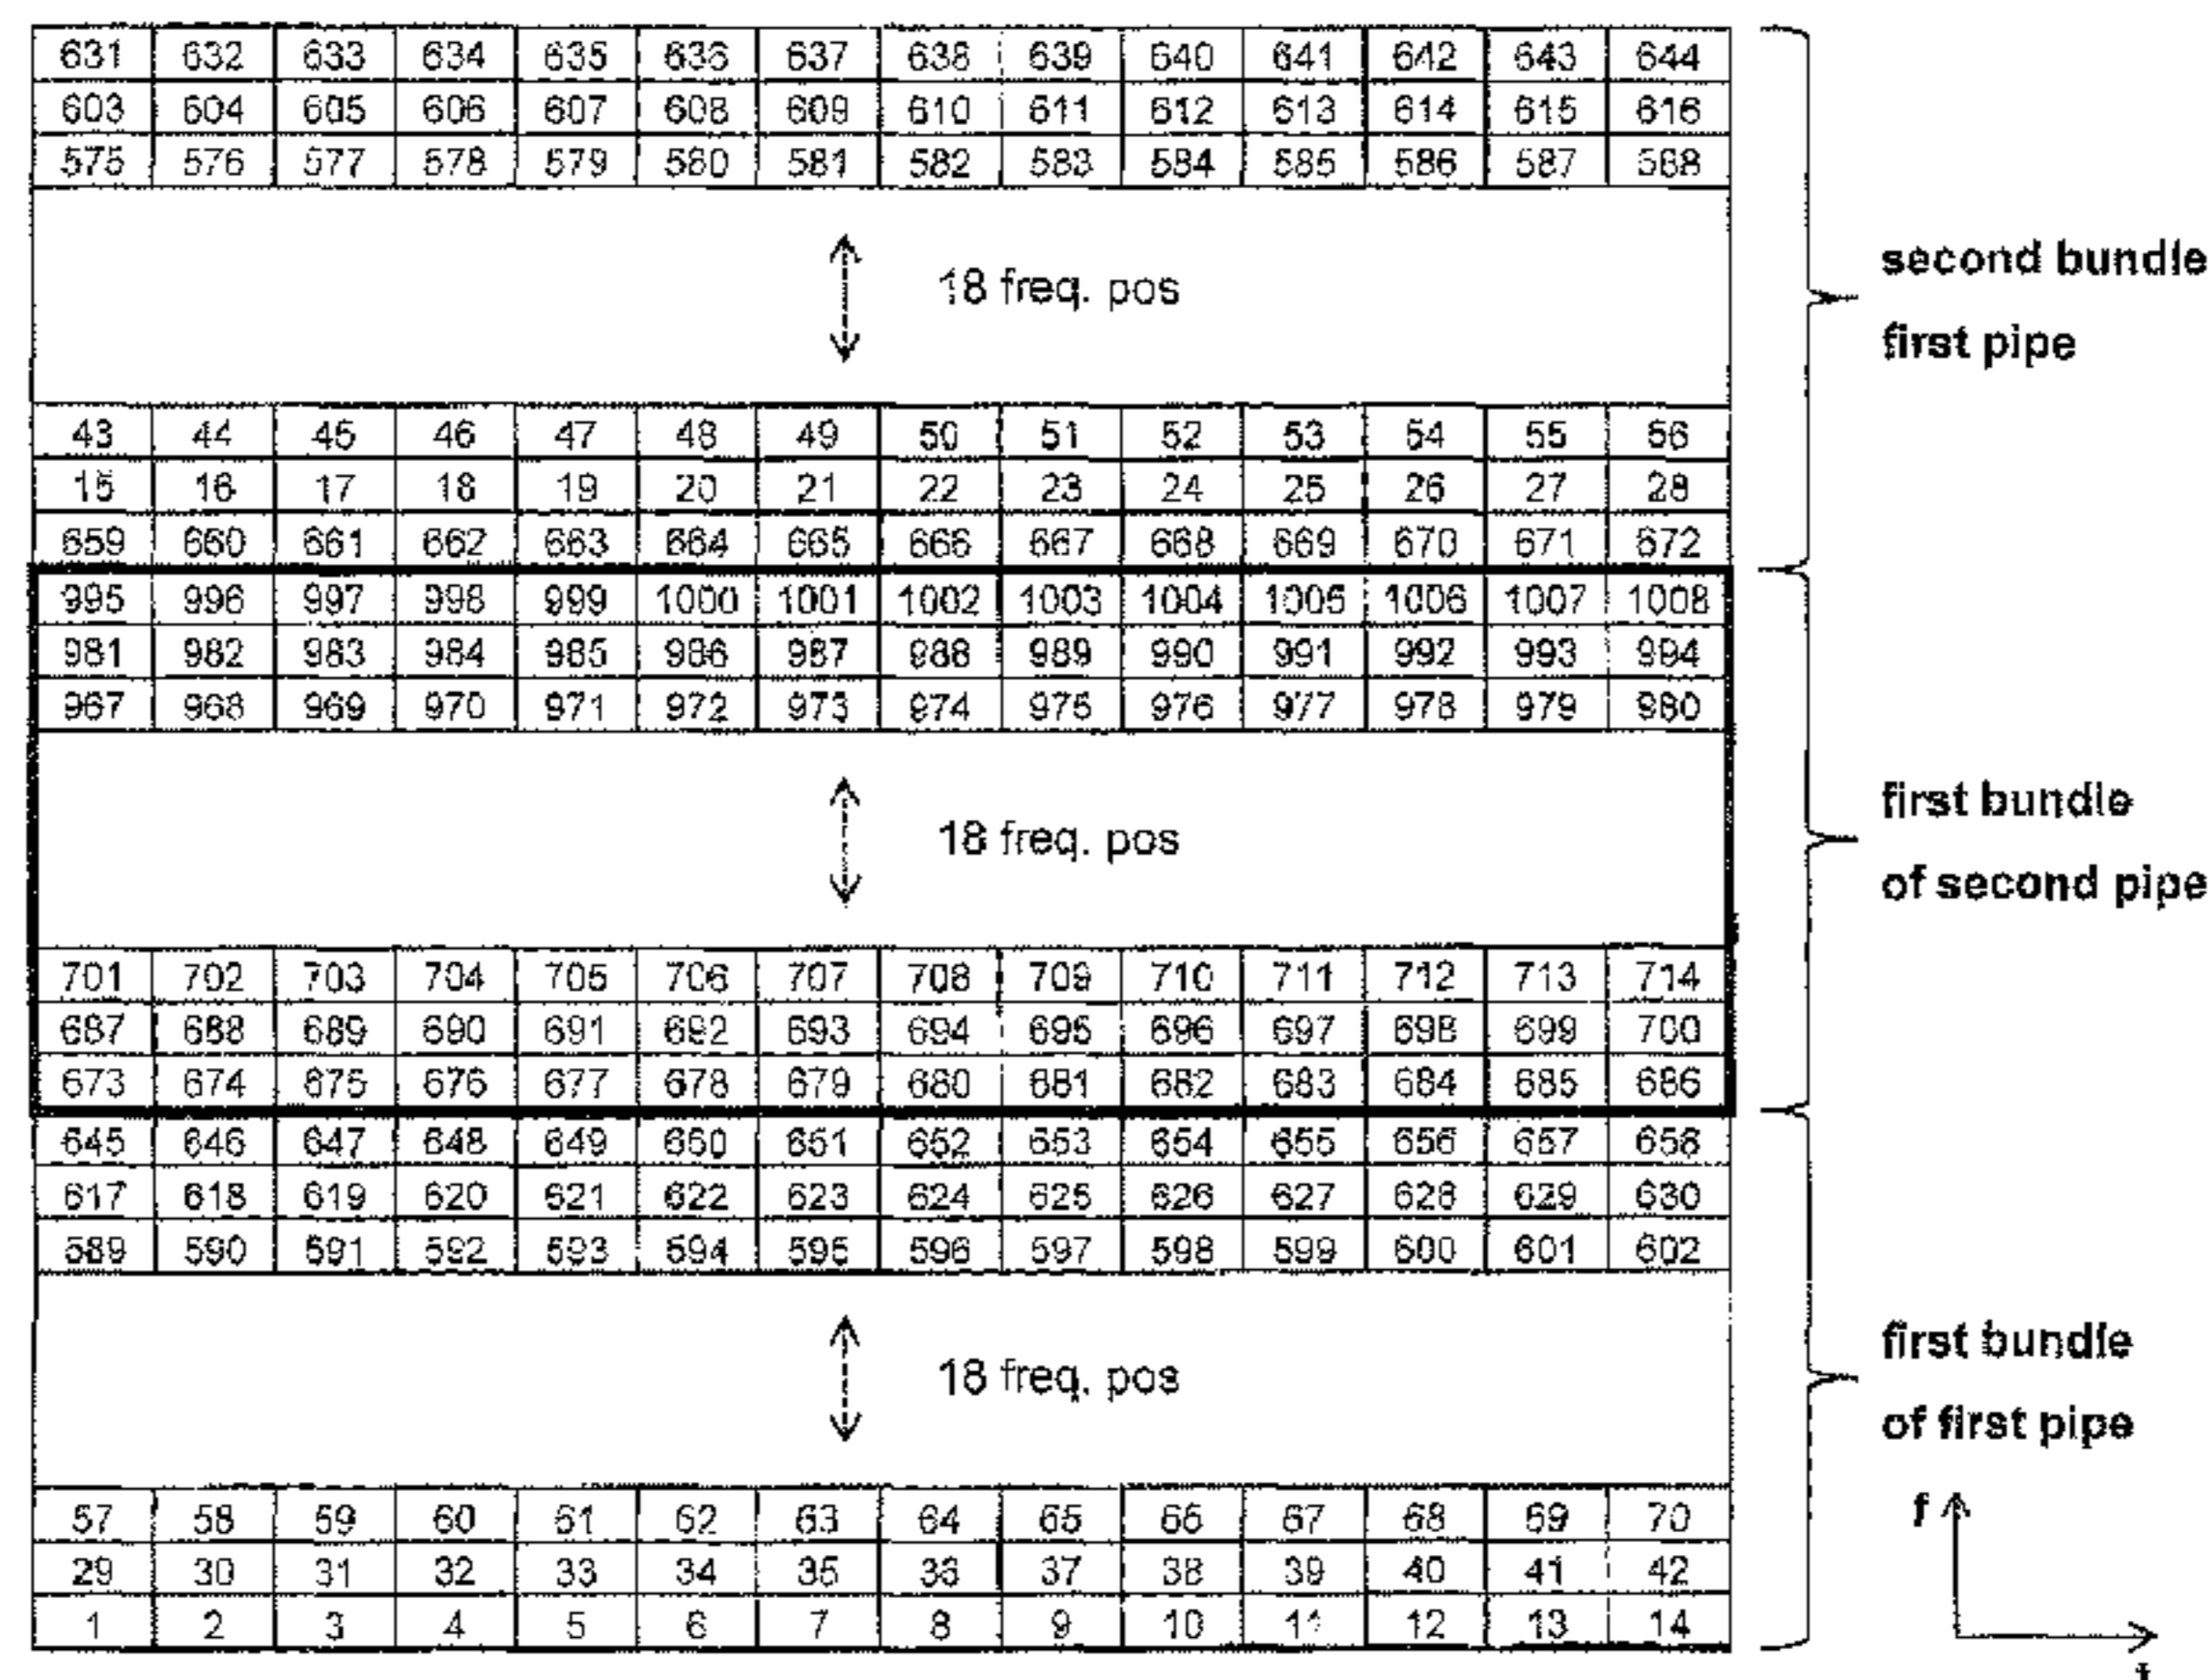 631 632 633 634 635 636 637 638 639 640 641 642 643 644
603 604 605 606 607 608 609 610 611 612 613 614 615 616
575 576 577 578 579 580 581 582 583 584 585 586 587 588
18 freq. pos
second bundle
first pipe
43 44 45 46 47 48 49 50 51 52 53 54 55 56
15 16 17 18 19 20 21 22 23 24 25 26 27 28
659 660 661 662 663 664 665 666 667 668 669 670 671 672
995 996 997 998 999 1000 1001 1002 1003 1004 1005 1006 1007 1008
981 982 983 984 985 986 987 988 989 990 991 992 993 994
967 968 969 970 971 972 973 974 975 976 977 978 979 980
18 freq. pos
first bundle
of second pipe
701 702 703 704 705 706 707 708 709 710 711 712 713 714
687 688 689 690 691 692 693 694 695 696 697 698 699 700
673 674 675 676 677 678 679 680 681 682 683 684 685 686
645 646 647 648 649 650 651 652 653 654 655 656 657 658
617 618 619 620 621 622 623 624 625 626 627 628 629 630
589 590 591 592 593 594 595 596 597 598 599 600 601 602
18 freq. pos
first bundle
of first pipe
57 58 59 60 61 62 63 64 65 66 67 68 69 70
29 30 31 32 33 34 35 36 37 38 39 40 41 42
1 2 3 4 5 6 7 8 9 10 11 12 13 14
f
t